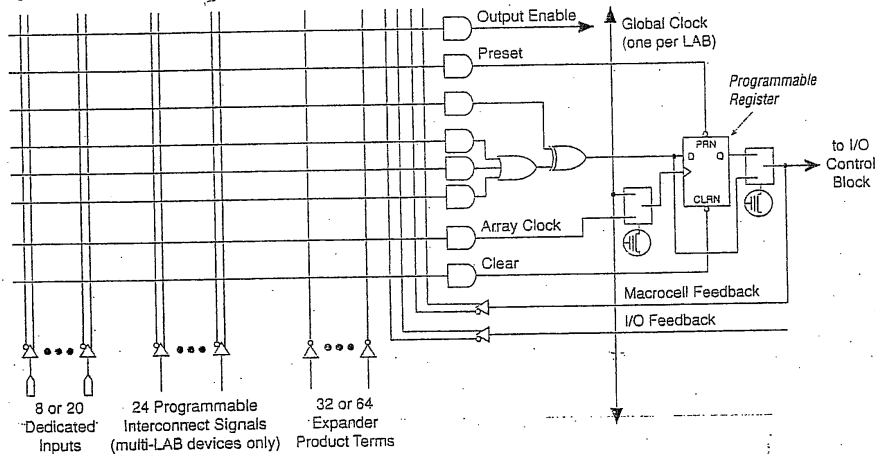 Output Enable
Global Clock
(one per LAB)
Preset
Programmable
Register
PRN
D Q
to I/O
Control
Block
CLRN
Array Clock
Clear
Macrocell Feedback
I/O Feedback
8 or 20
Dedicated
Inputs
24 Programmable
Interconnect Signals
(multi-LAB devices only)
32 or 64
Expander
Product Terms